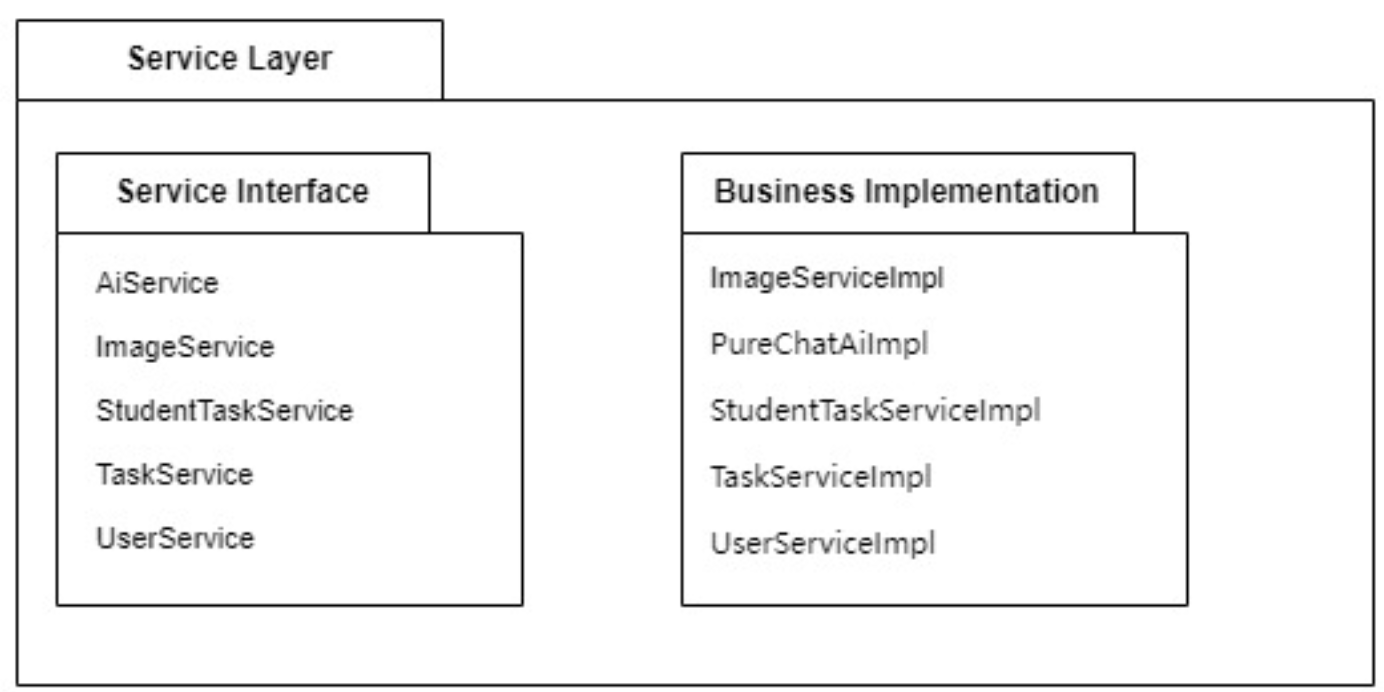 Service Layer
Service Interface
AiService
ImageService
StudentTaskService
TaskService
UserService
Business Implementation
ImageServiceImpl
PureChatAiImpl
StudentTaskServiceImpl
TaskServiceImpl
UserServiceImpl